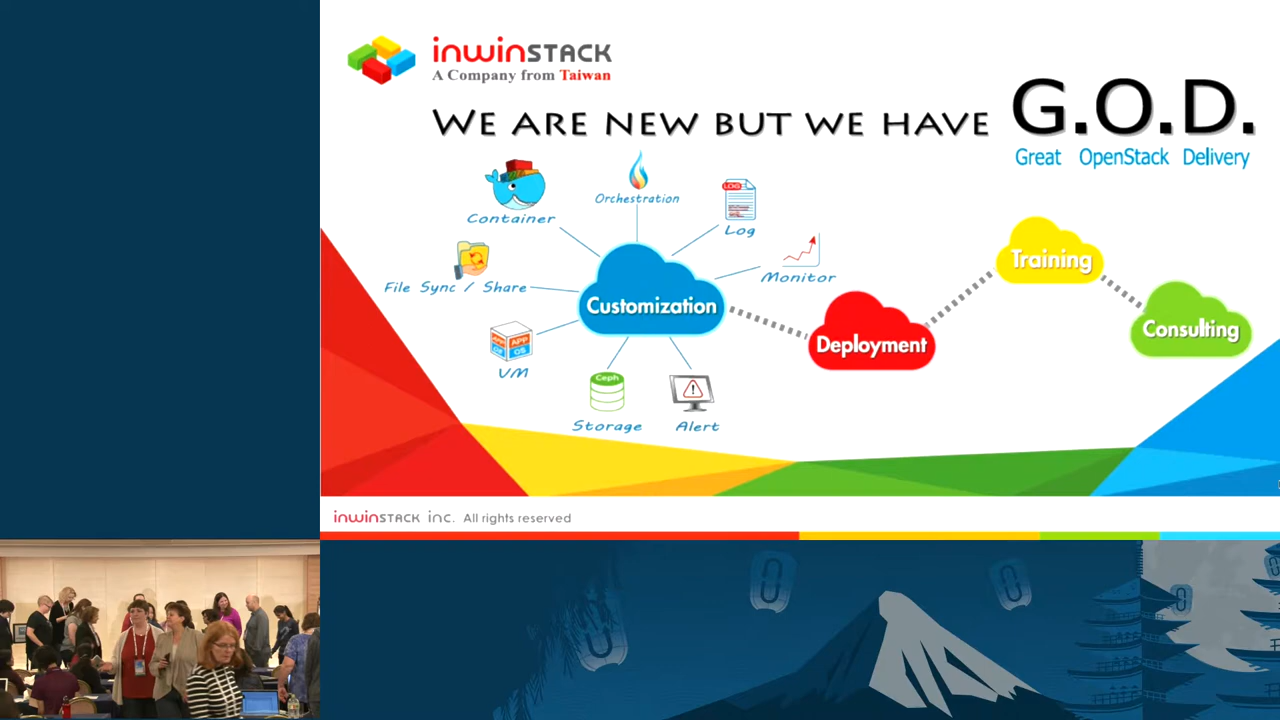 inwinSTACK
A Company from Taiwan
WE ARE NEW BUT WE HAVE G.O.D.
Great OpenStack Delivery
Container
Orchestration
LOG
Log
File Sync / Share
Monitor
Customization
Training
Deployment
Consulting
APP
APP
OS
VM
Ceph
Storage
Alert
inwinSTACK inc. All rights reserved